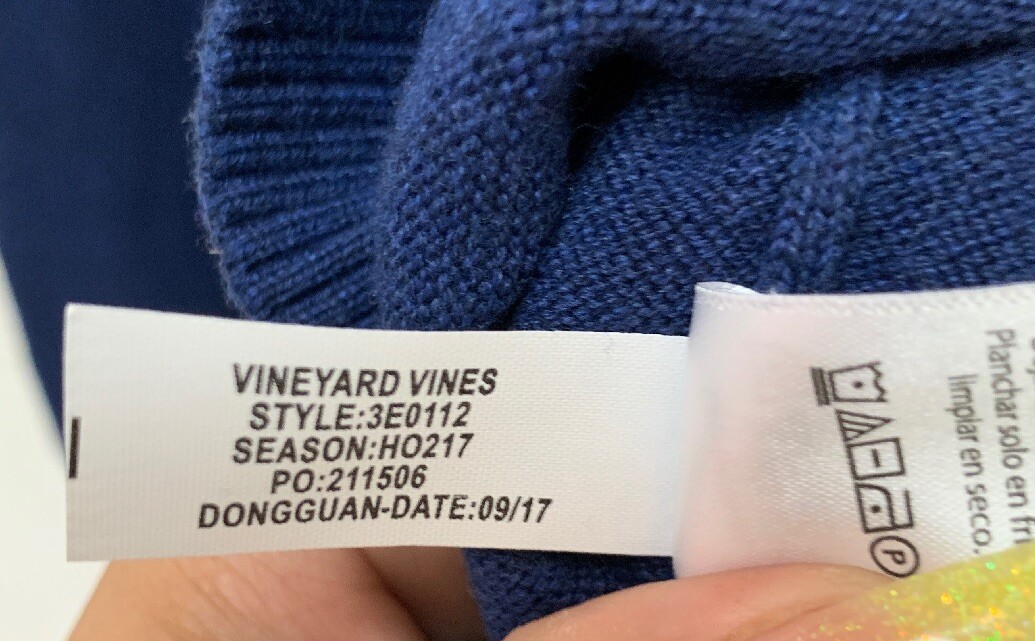 VINEYARD VINES
STYLE:3E0112
SEASON:HO217
PO:211506
DONGGUAN-DATE:09/17
Planchar solo en
limpiar en seco.
P